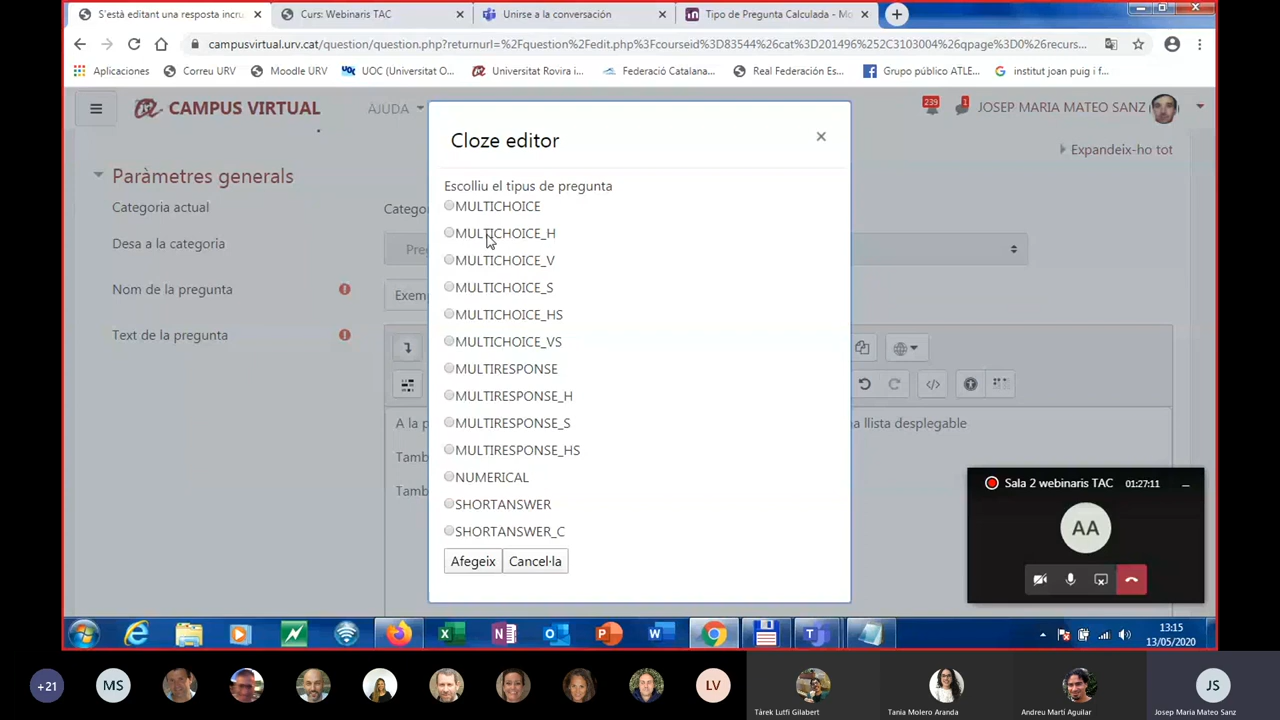 S'està editant una resposta incru
Curs: Webinaris TAC
Unirse a la conversación
Tipo de Pregunta Calculada - Mo
campusvirtual.urv.cat/question/question.php?returnurl=%2Fquestion%2Fedit.php%3Fcourseid%3D83544%26cat%3D201496%252C3103004%26qpage%3D0%26recurs...
Aplicaciones
Correu URV
Moodle URV
UOC (Universitat O...
Universitat Rovira i...
Federació Catalana...
Real Federación Es...
Grupo público ATLE...
institut joan puig i f...
CAMPUS VIRTUAL
AJUDA
239
1
JOSEP MARIA MATEO SANZ
Expandeix-ho tot
Paràmetres generals
Categoria actual
Catego
Desa a la categoria
Preg
Nom de la pregunta
Exem
Text de la pregunta
A la p
a llista desplegable
Tamb
Tamb
Cloze editor
Escolliu el tipus de pregunta
MULTICHOICE
MULTICHOICE_H
MULTICHOICE_V
MULTICHOICE_S
MULTICHOICE_HS
MULTICHOICE_VS
MULTIRESPONSE
MULTIRESPONSE_H
MULTIRESPONSE_S
MULTIRESPONSE_HS
NUMERICAL
SHORTANSWER
SHORTANSWER_C
Afegeix
Cancel·la
Sala 2 webinaris TAC
01:27:11
AA
13:15
13/05/2020
+21
MS
LV
JS
Tàrek Lutfi Gilabert
Tania Molero Aranda
Andreu Martí Aguilar
Josep Maria Mateo Sanz